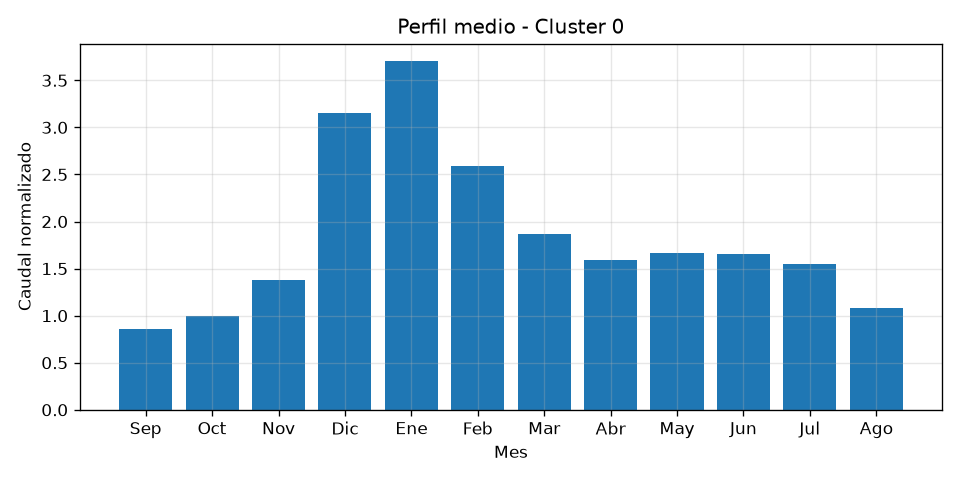 Perfil medio - Cluster 0
Caudal normalizado
3.5
3.0
2.5
2.0
1.5
1.0
0.5
0.0
Sep Oct Nov Dic Ene Feb Mar Abr May Jun Jul Ago
Mes